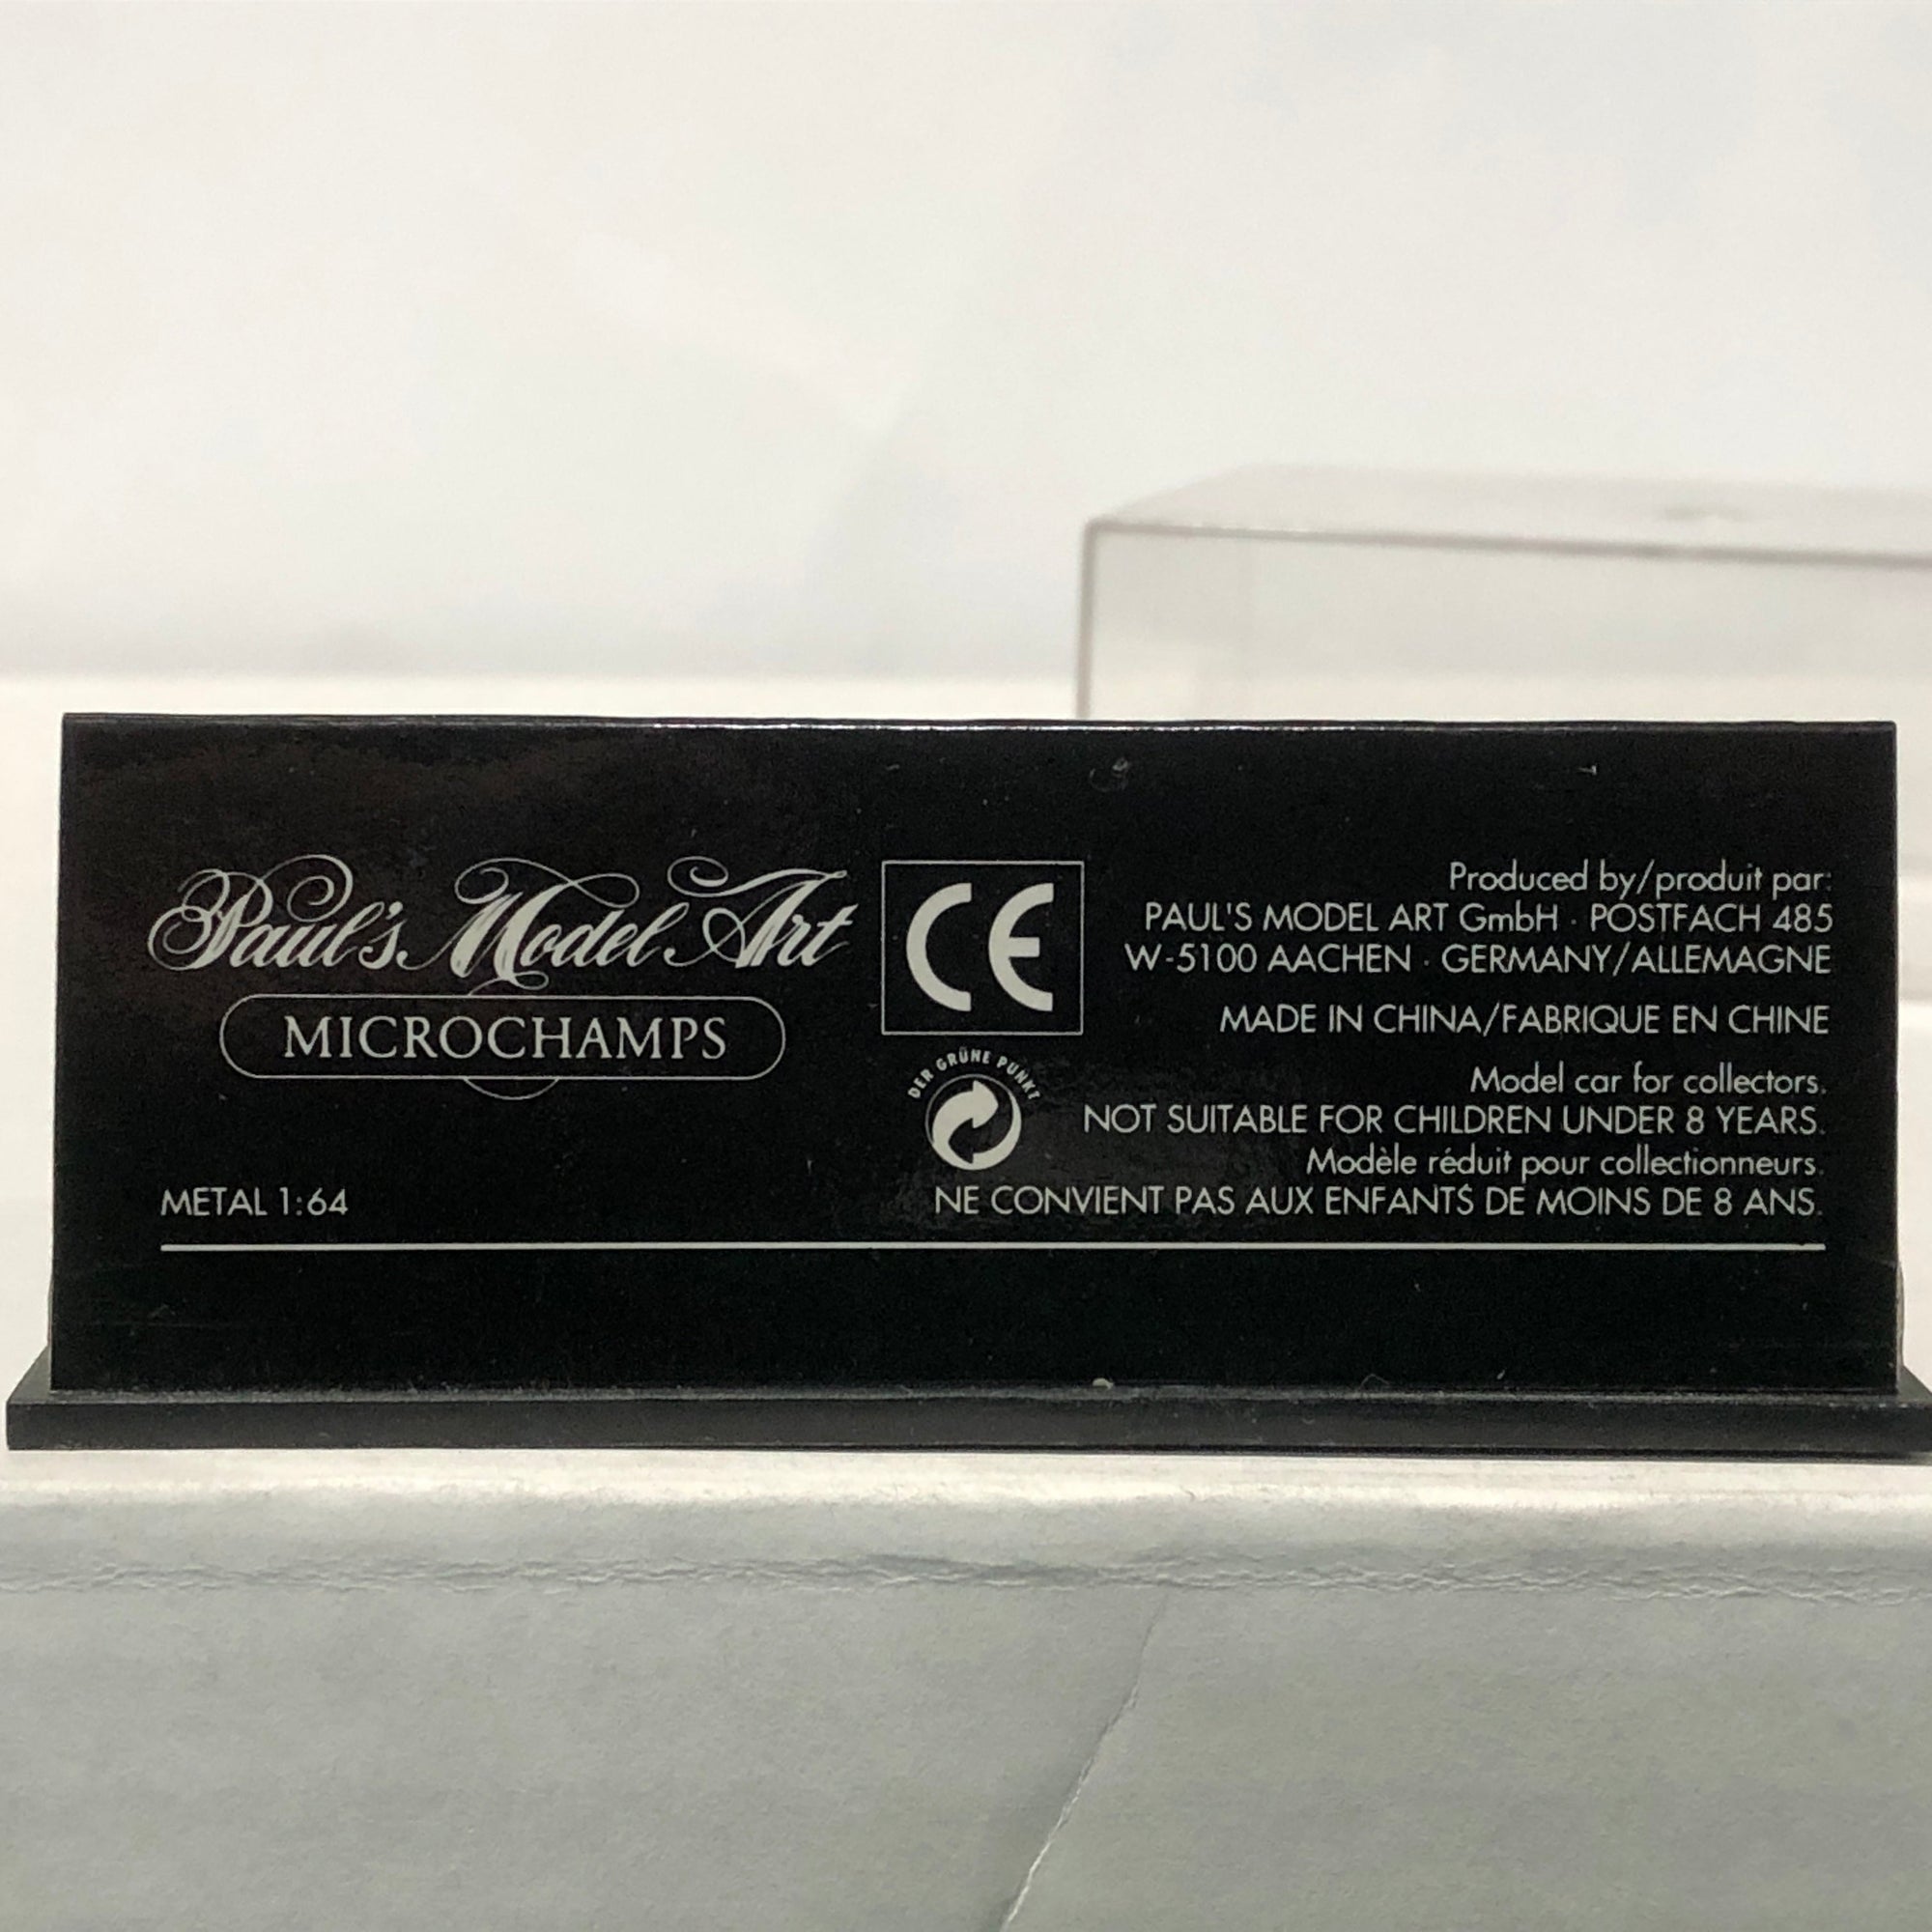 Paul's Model Art
MICROCHAMPS
METAL 1:64
CE
DER GRÜNE PUNKT
Produced by/produit par:
PAUL'S MODEL ART GmbH · POSTFACH 485
W-5100 AACHEN · GERMANY/ALLEMAGNE
MADE IN CHINA/FABRIQUE EN CHINE
Model car for collectors.
NOT SUITABLE FOR CHILDREN UNDER 8 YEARS.
Modèle réduit pour collectionneurs.
NE CONVIENT PAS AUX ENFANTS DE MOINS DE 8 ANS.